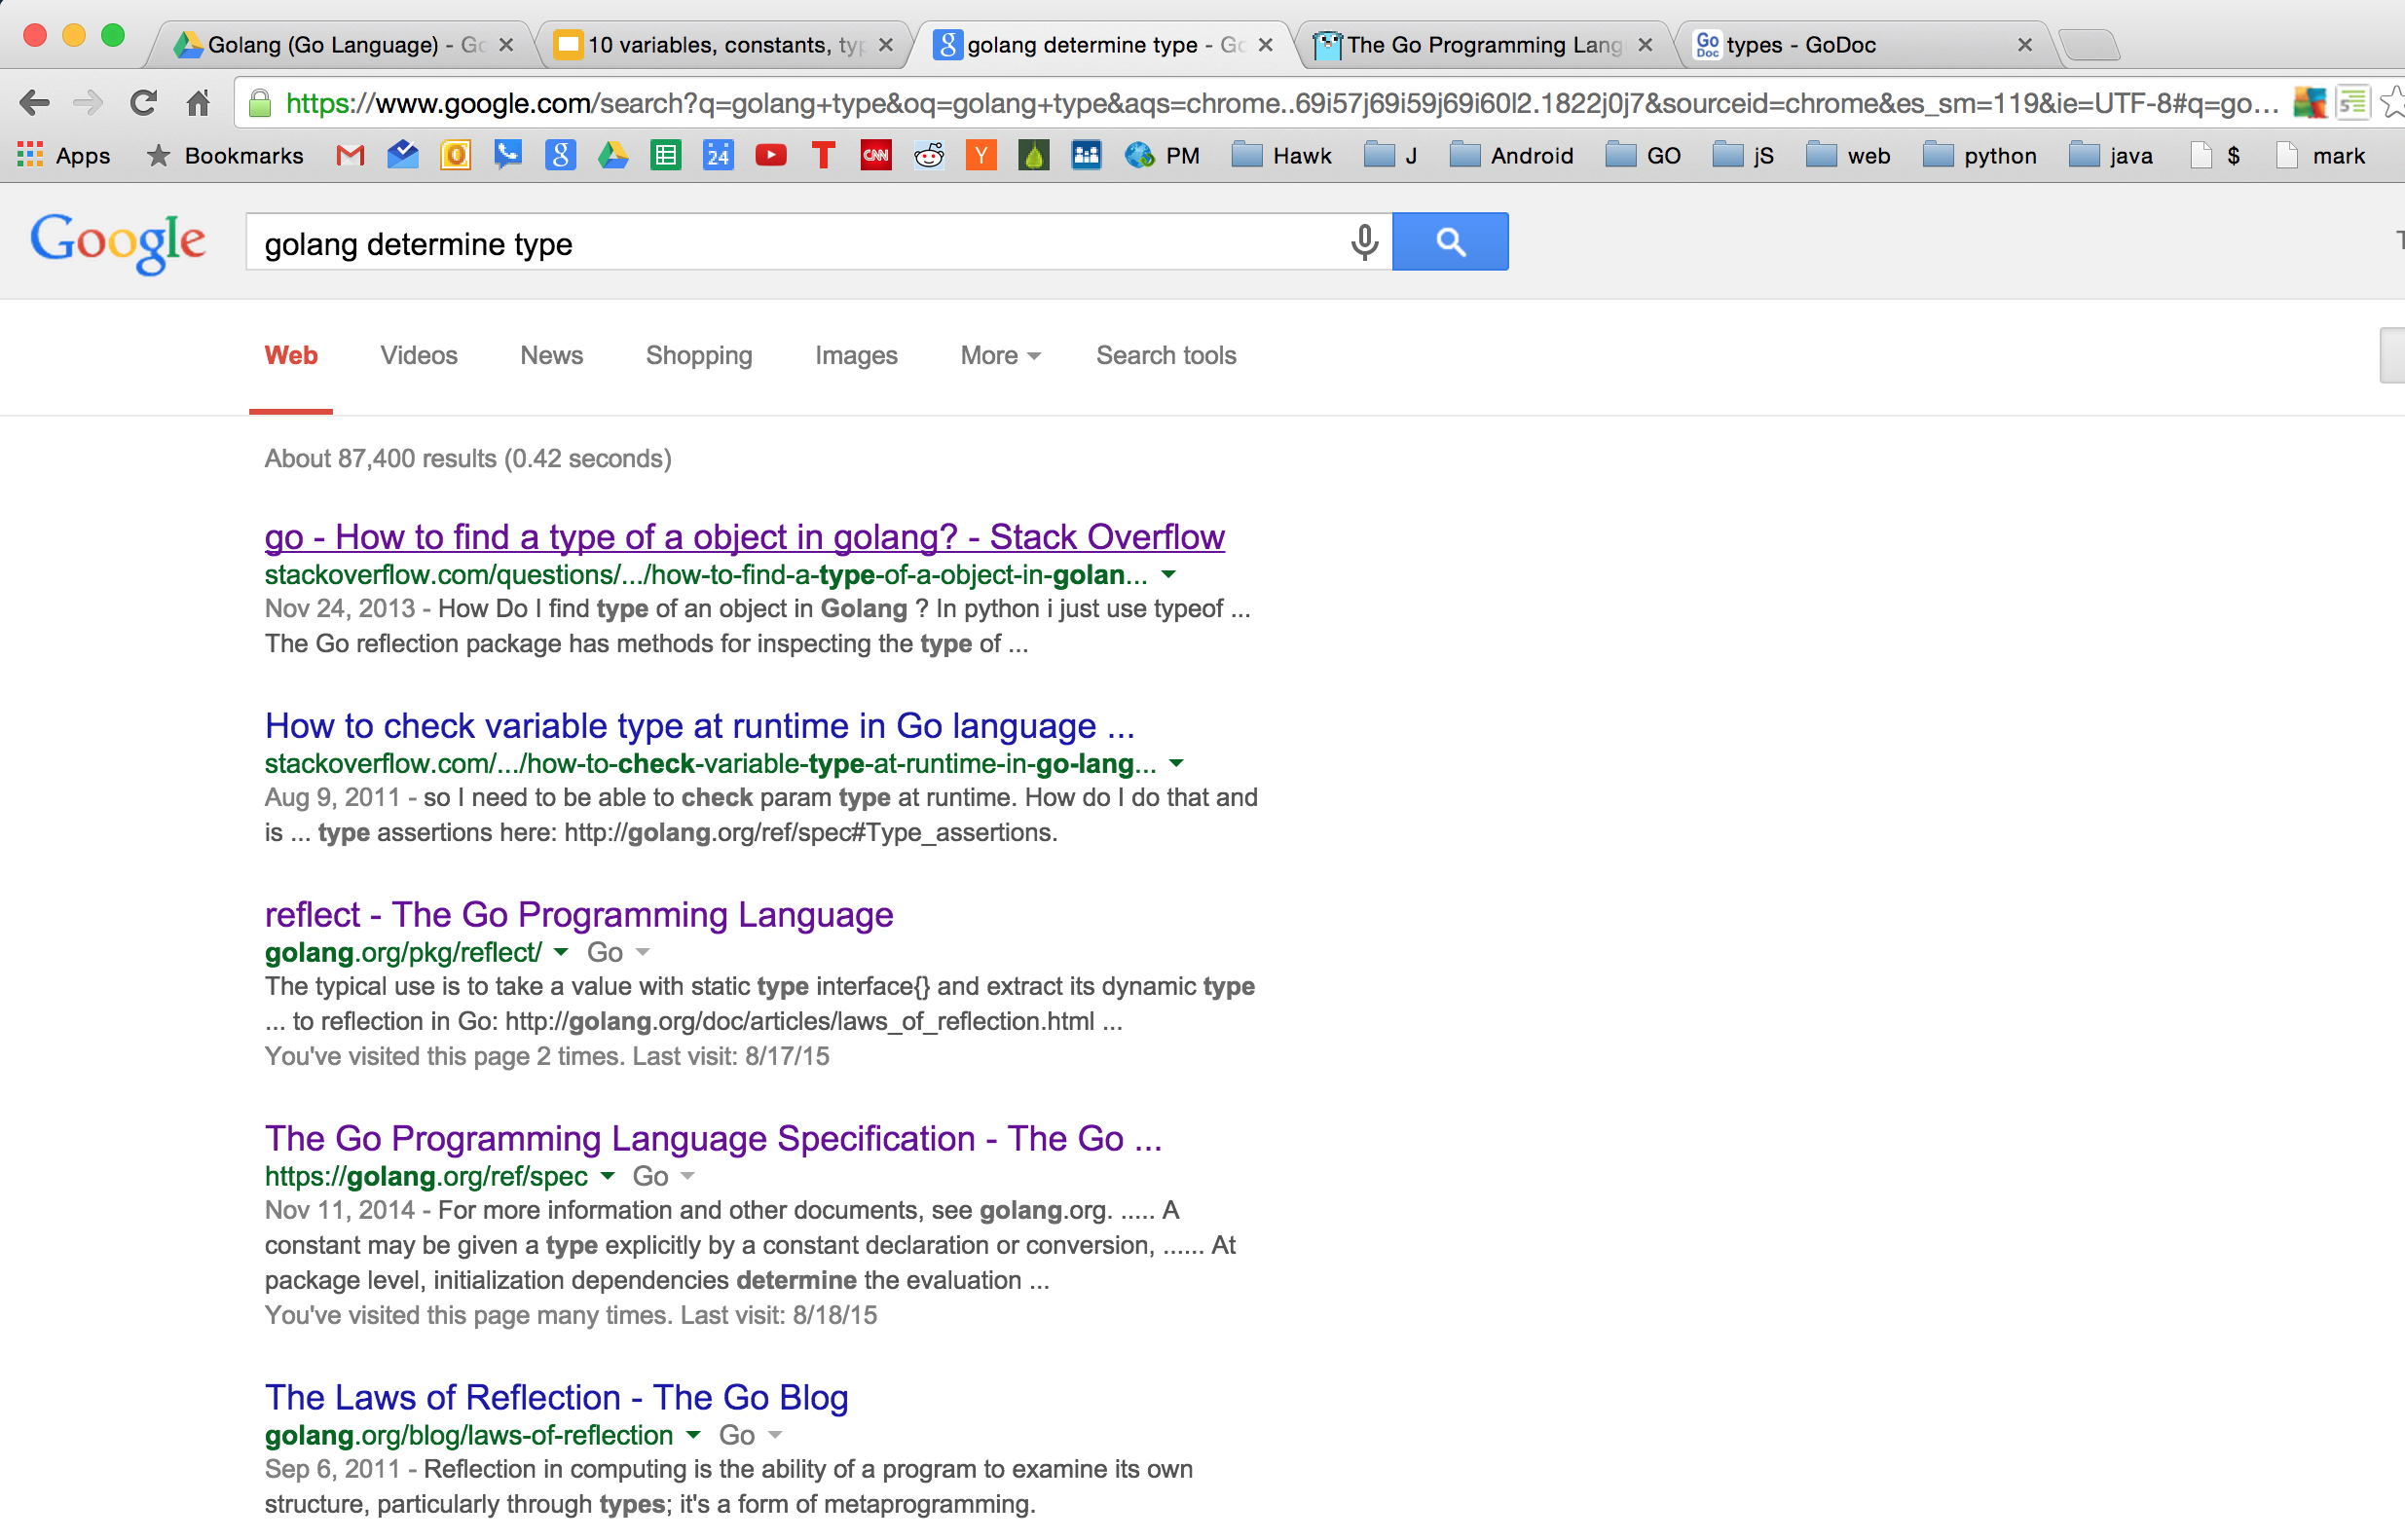 Golang (Go Language) - Go
10 variables, constants, typ
golang determine type - Go
The Go Programming Lang
types - GoDoc
https://www.google.com/search?q=golang+type&oq=golang+type&aqs=chrome..69i57j69i59j69i60l2.1822j0j7&sourceid=chrome&es_sm=119&ie=UTF-8#q=go...
Apps Bookmarks 24 CNN Y PM Hawk J Android GO jS web python java $ mark
Google golang determine type
Web Videos News Shopping Images More Search tools
About 87,400 results (0.42 seconds)
go - How to find a type of a object in golang? - Stack Overflow
stackoverflow.com/questions/.../how-to-find-a-type-of-a-object-in-golan...
Nov 24, 2013 - How Do I find type of an object in Golang ? In python i just use typeof ...
The Go reflection package has methods for inspecting the type of ...
How to check variable type at runtime in Go language ...
stackoverflow.com/.../how-to-check-variable-type-at-runtime-in-go-lang...
Aug 9, 2011 - so I need to be able to check param type at runtime. How do I do that and
is ... type assertions here: http://golang.org/ref/spec#Type_assertions.
reflect - The Go Programming Language
golang.org/pkg/reflect/ Go
The typical use is to take a value with static type interface{} and extract its dynamic type
... to reflection in Go: http://golang.org/doc/articles/laws_of_reflection.html ...
You've visited this page 2 times. Last visit: 8/17/15
The Go Programming Language Specification - The Go ...
https://golang.org/ref/spec Go
Nov 11, 2014 - For more information and other documents, see golang.org. ..... A
constant may be given a type explicitly by a constant declaration or conversion, ...... At
package level, initialization dependencies determine the evaluation ...
You've visited this page many times. Last visit: 8/18/15
The Laws of Reflection - The Go Blog
golang.org/blog/laws-of-reflection Go
Sep 6, 2011 - Reflection in computing is the ability of a program to examine its own
structure, particularly through types; it's a form of metaprogramming.